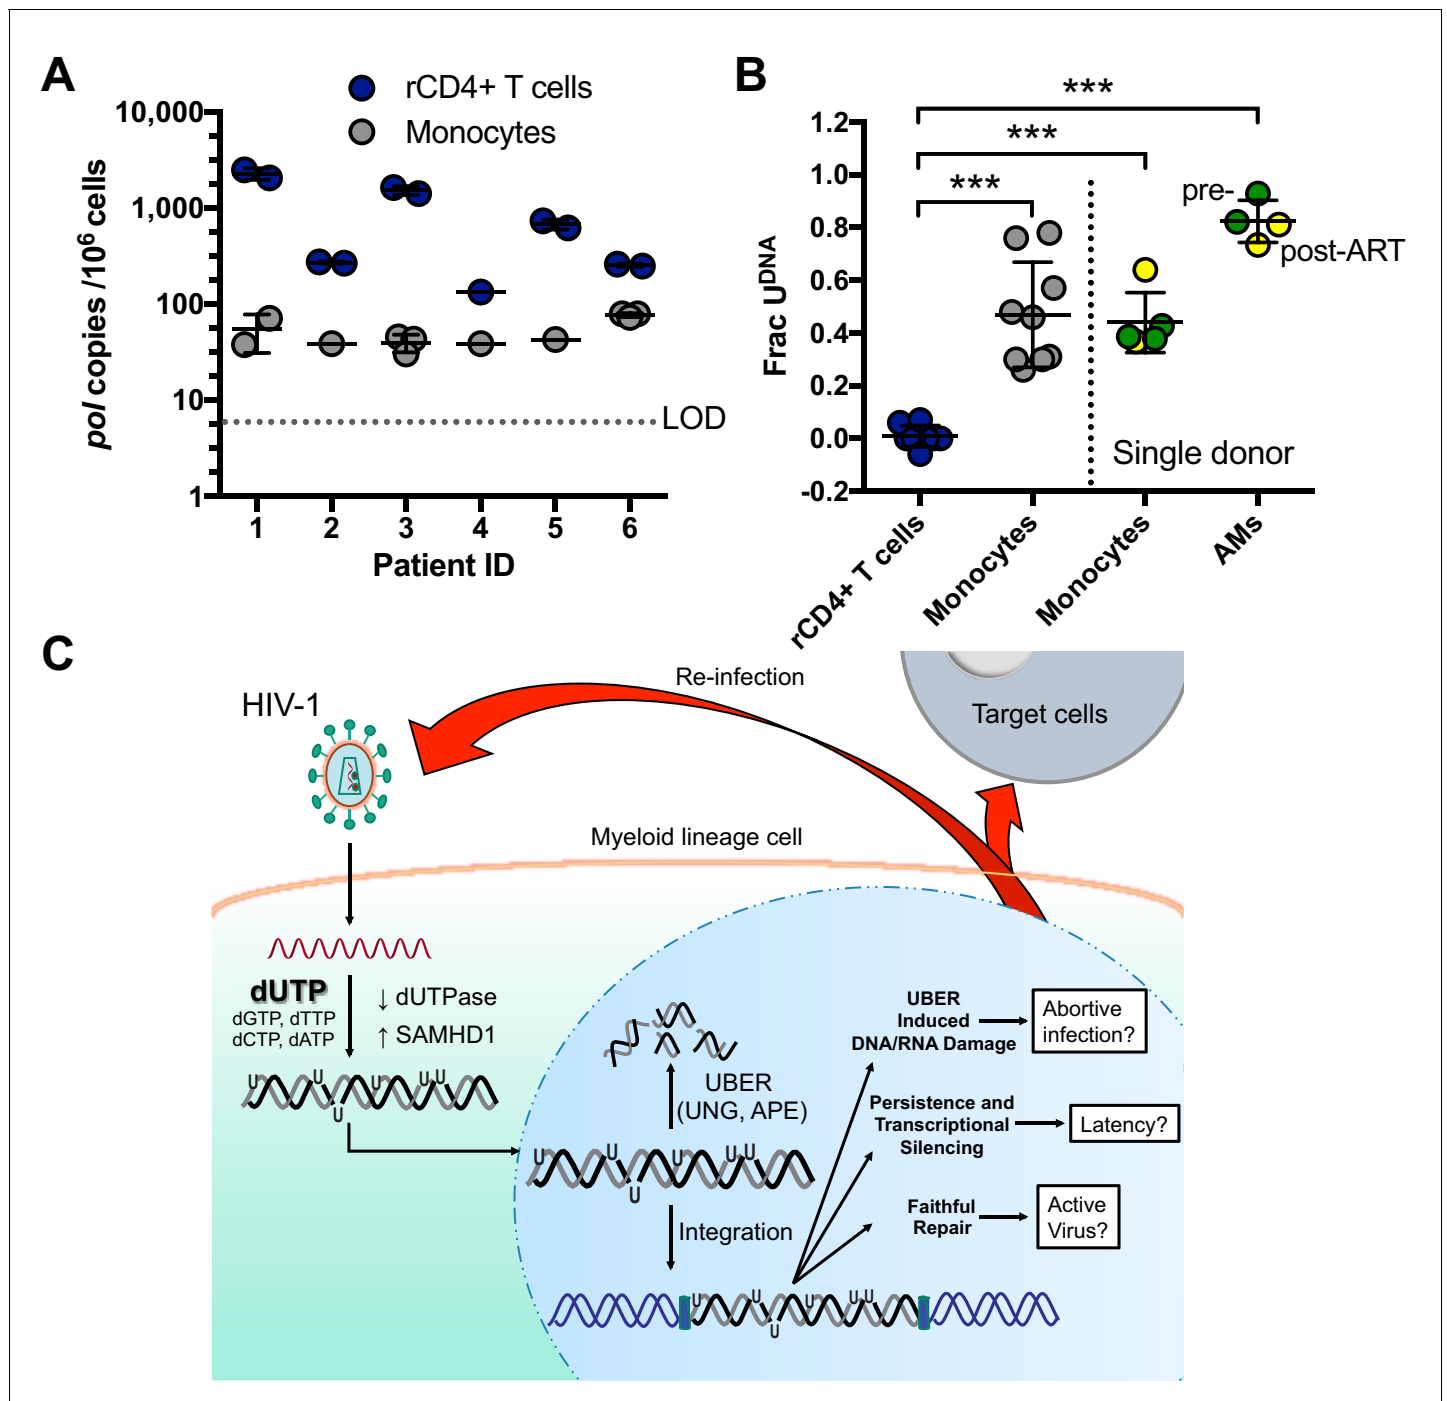 A
rCD4+ T cells
Monocytes
10,000
1,000
100
10
1
pol copies /10⁶ cells
LOD
1 2 3 4 5 6
Patient ID
B
***
***
***
1.2
1.0
0.8
0.6
0.4
0.2
0.0
-0.2
Frac U^DNA
pre-
post-ART
Single donor
rCD4+ T cells
Monocytes
Monocytes
AMs
C
Re-infection
HIV-1
Target cells
Myeloid lineage cell
dUTP
dGTP, dTTP
dCTP, dATP
↓ dUTPase
↑ SAMHD1
U U U U U
U
UBER
(UNG, APE)
U U U U U
U
Integration
UBER
Induced
DNA/RNA Damage
Abortive
infection?
Persistence and
Transcriptional
Silencing
Latency?
Faithful
Repair
Active
Virus?
U U U U U
U